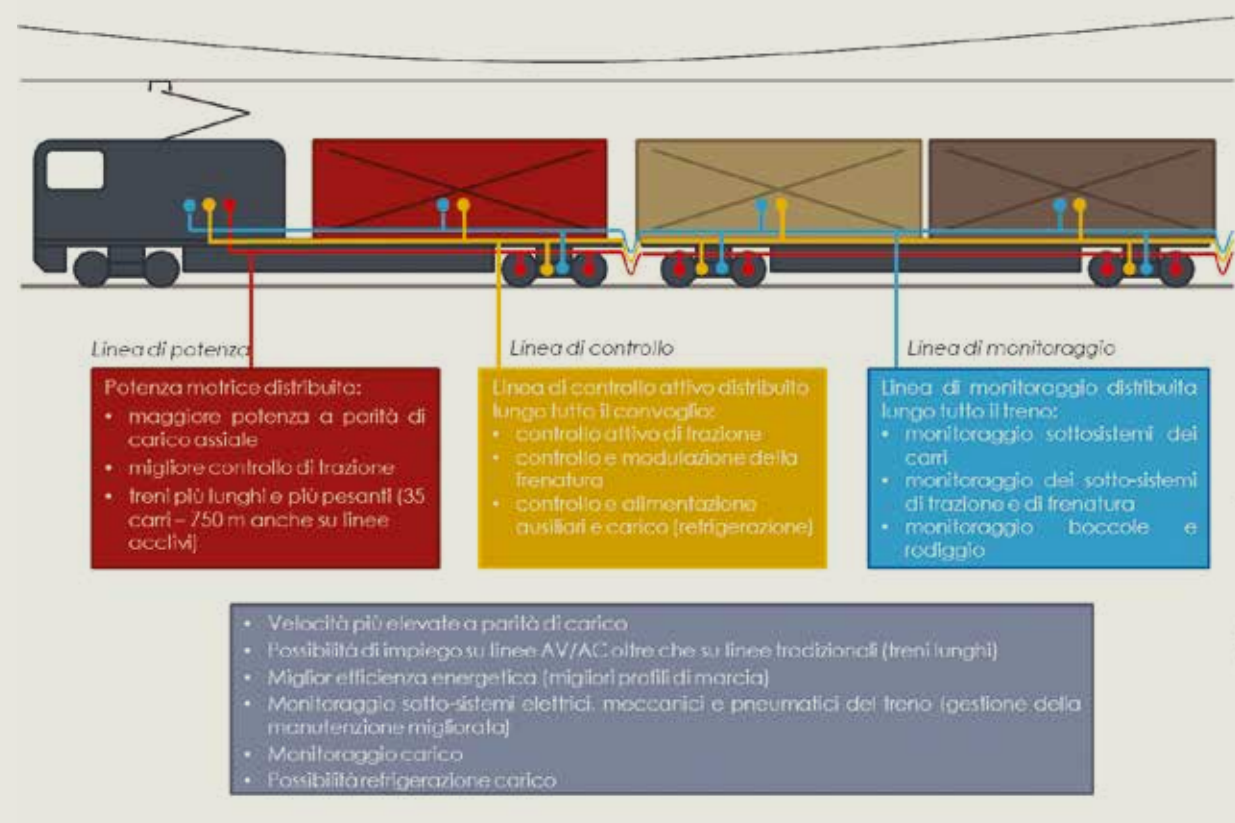 Linea di potenza
Linea di controllo
Linea di monitoraggio
Potenza motrice distribuita:
• maggiore potenza a parità di
carico assiale
• migliore controllo di trazione
• treni più lunghi e più pesanti (35
carri – 750 m anche su linee
acclivi)
Linea di controllo attivo distribuito
lungo tutto il convoglio:
• controllo attivo di trazione
• controllo e modulazione della
frenatura
• controllo e alimentazione
ausiliari e carico (refrigerazione)
Linea di monitoraggio distribuita
lungo tutto il treno:
• monitoraggio sottosistemi dei
carri
• monitoraggio dei sotto-sistemi
di trazione e di frenatura
• monitoraggio boccole e
rodiggio
• Velocità più elevate a parità di carico
• Possibilità di impiego su linee AV/AC oltre che su linee tradizionali (treni lunghi)
• Miglior efficienza energetica (migliori profili di marcia)
• Monitoraggio sotto-sistemi elettrici, meccanici e pneumatici del treno (gestione della
manutenzione migliorata)
• Monitoraggio carico
• Possibilità refrigerazione carico